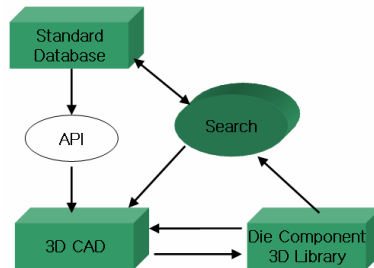 Standard
Database
API
Search
3D CAD
Die Component
3D Library